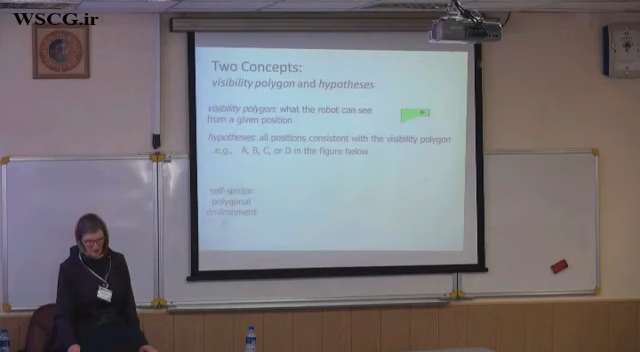 WSCG.ir
Two Concepts:
visibility polygon and hypotheses
visibility polygon: what the robot can see
from a given position
hypotheses: all positions consistent with the visibility polygon
e.g., A, B, C, or D in the figure below
self-similar
polygonal
environment